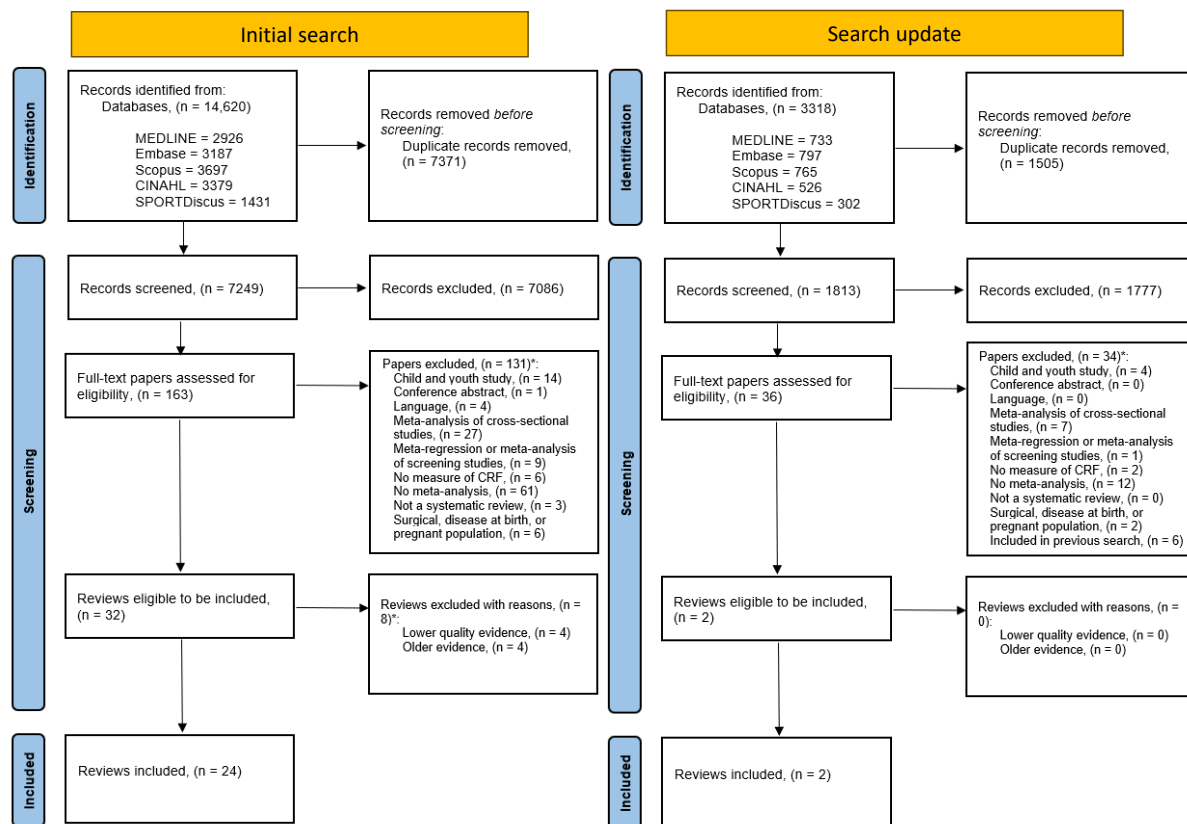 Initial search
Identification
Records identified from:
Databases, (n = 14,620)
MEDLINE = 2926
Embase = 3187
Scopus = 3697
CINAHL = 3379
SPORTDiscus = 1431
Records removed before
screening:
Duplicate records removed,
(n = 7371)
Screening
Records screened, (n = 7249)
Records excluded, (n = 7086)
Full-text papers assessed for
eligibility, (n = 163)
Papers excluded, (n = 131)*:
Child and youth study, (n = 14)
Conference abstract, (n = 1)
Language, (n = 4)
Meta-analysis of cross-sectional
studies, (n = 27)
Meta-regression or meta-analysis
of screening studies, (n = 9)
No measure of CRF, (n = 6)
No meta-analysis, (n = 61)
Not a systematic review, (n = 3)
Surgical, disease at birth, or
pregnant population, (n = 6)
Reviews eligible to be included,
(n = 32)
Reviews excluded with reasons, (n =
8)*:
Lower quality evidence, (n = 4)
Older evidence, (n = 4)
Included
Reviews included, (n = 24)
Search update
Identification
Records identified from:
Databases, (n = 3318)
MEDLINE = 733
Embase = 797
Scopus = 765
CINAHL = 526
SPORTDiscus = 302
Records removed before
screening:
Duplicate records removed,
(n = 1505)
Screening
Records screened, (n = 1813)
Records excluded, (n = 1777)
Full-text papers assessed for
eligibility, (n = 36)
Papers excluded, (n = 34)*:
Child and youth study, (n = 4)
Conference abstract, (n = 0)
Language, (n = 0)
Meta-analysis of cross-sectional
studies, (n = 7)
Meta-regression or meta-analysis
of screening studies, (n = 1)
No measure of CRF, (n = 2)
No meta-analysis, (n = 12)
Not a systematic review, (n = 0)
Surgical, disease at birth, or
pregnant population, (n = 2)
Included in previous search, (n = 6)
Reviews eligible to be included,
(n = 2)
Reviews excluded with reasons, (n =
0):
Lower quality evidence, (n = 0)
Older evidence, (n = 0)
Included
Reviews included, (n = 2)